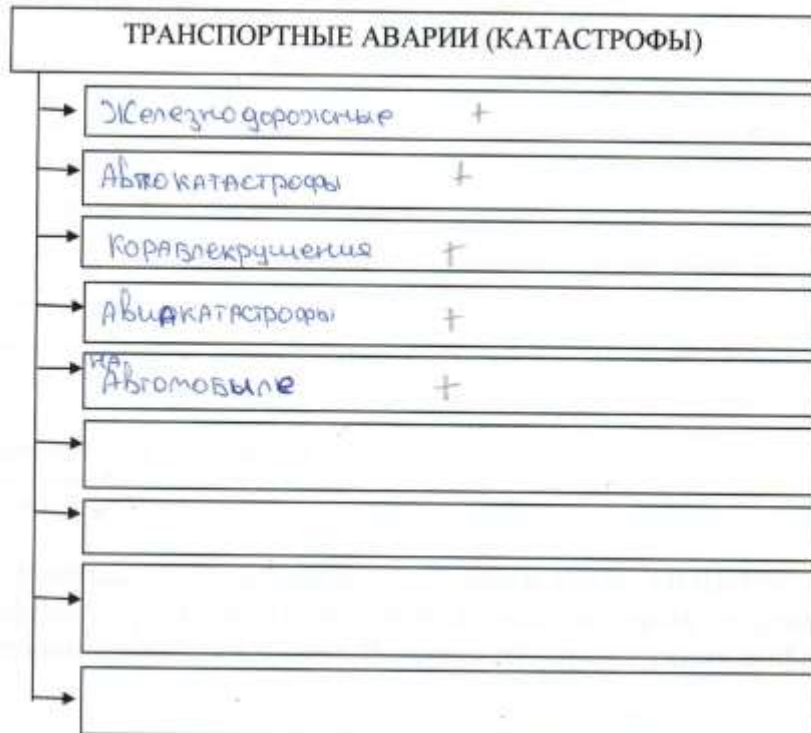 ТРАНСПОРТНЫЕ АВАРИИ (КАТАСТРОФЫ)
Железнодорожные +
Автокатастрофы +
Кораблекрушения +
Авиакатастрофы +
на Автомобыле +